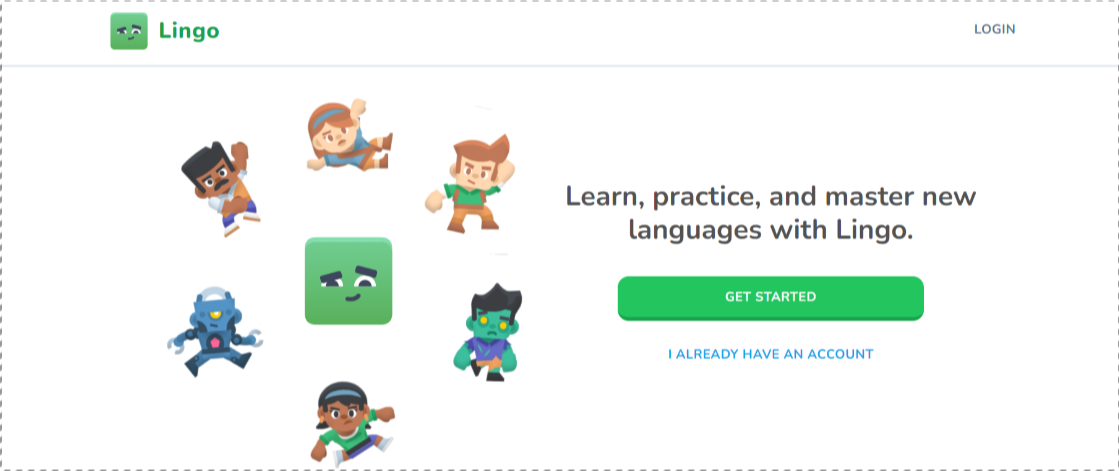 Lingo
LOGIN
Learn, practice, and master new
languages with Lingo.
GET STARTED
I ALREADY HAVE AN ACCOUNT